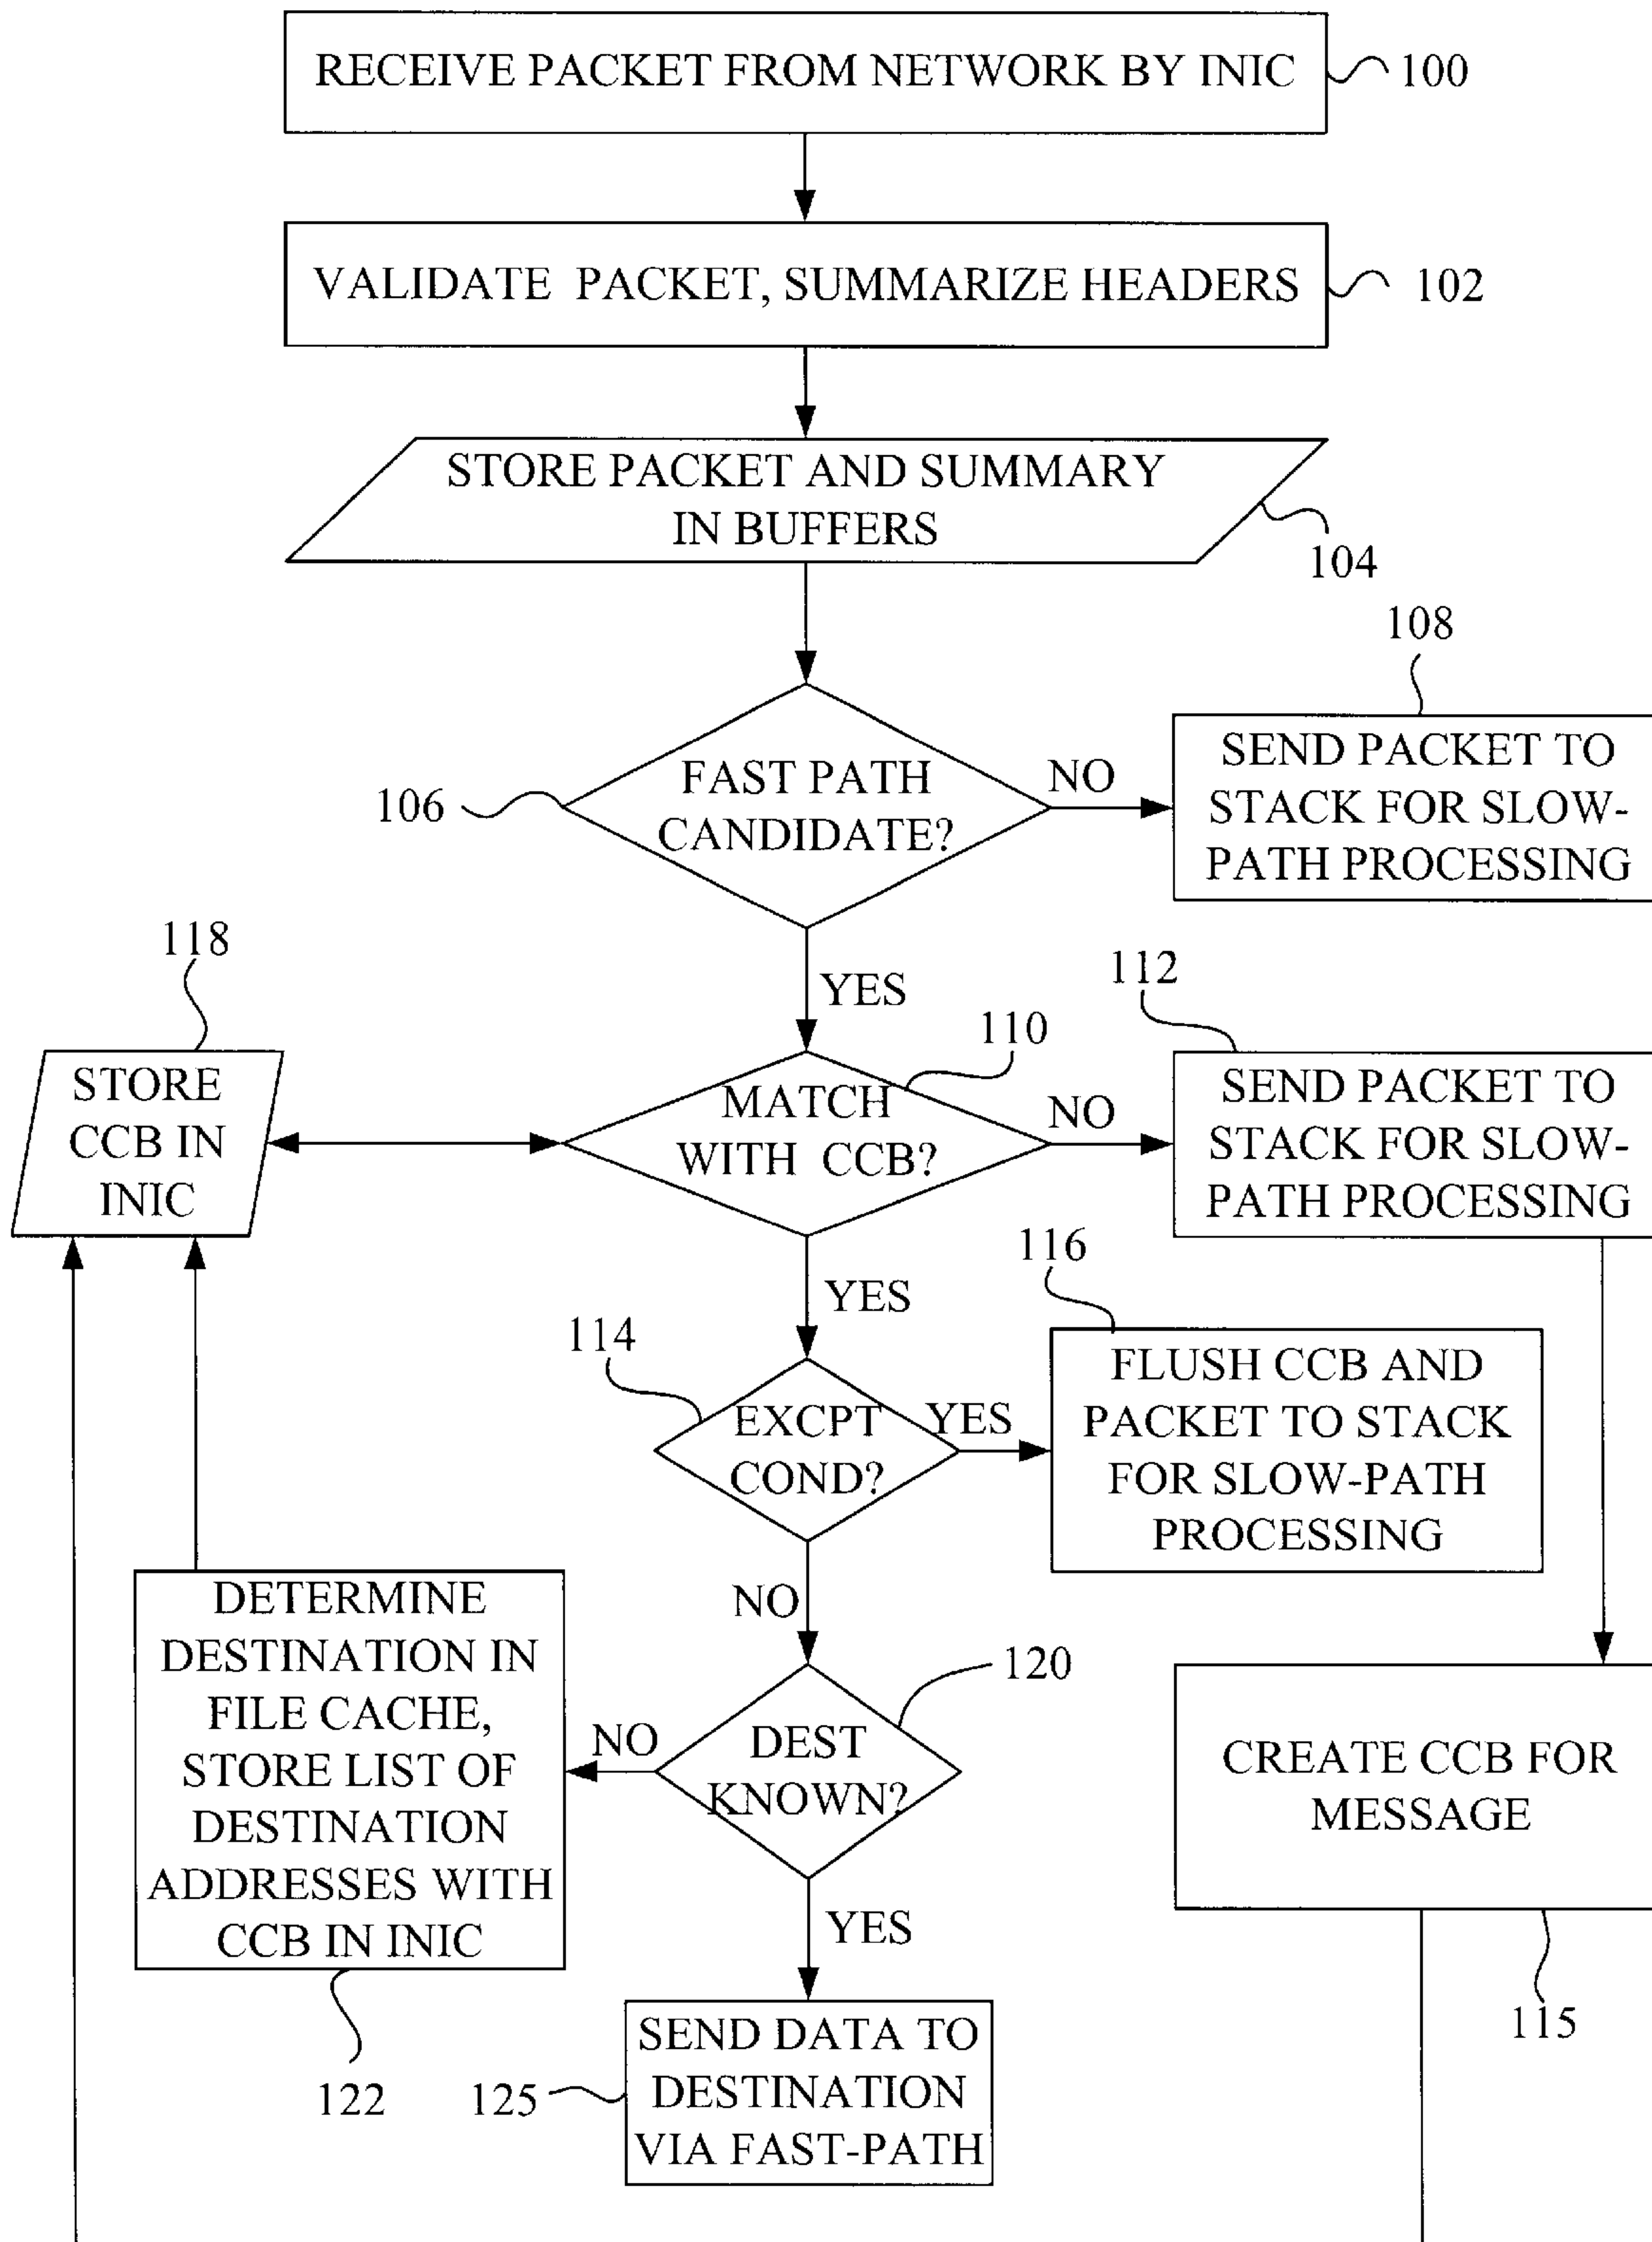 RECEIVE PACKET FROM NETWORK BY INIC
100
VALIDATE PACKET, SUMMARIZE HEADERS
102
STORE PACKET AND SUMMARY
IN BUFFERS
104
108
FAST PATH
CANDIDATE?
106
NO
SEND PACKET TO
STACK FOR SLOW-
PATH PROCESSING
YES
118
110
112
STORE
CCB IN
INIC
MATCH
WITH CCB?
NO
SEND PACKET TO
STACK FOR SLOW-
PATH PROCESSING
YES
116
114
EXCPT
COND?
YES
FLUSH CCB AND
PACKET TO STACK
FOR SLOW-PATH
PROCESSING
NO
DETERMINE
DESTINATION IN
FILE CACHE,
STORE LIST OF
DESTINATION
ADDRESSES WITH
CCB IN INIC
122
NO
DEST
KNOWN?
120
CREATE CCB FOR
MESSAGE
115
YES
SEND DATA TO
DESTINATION
VIA FAST-PATH
125